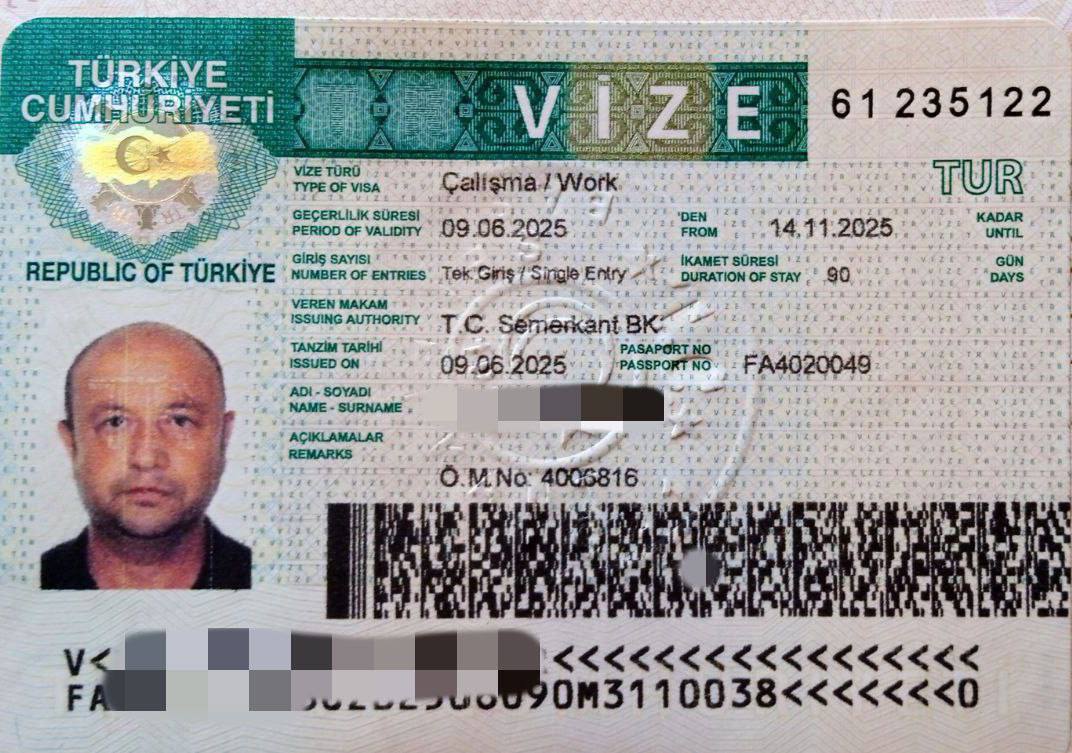 TÜRKİYE
CUMHURİYETİ
VİZE
61 235122
TUR
REPUBLIC OF TÜRKİYE
VİZE TÜRÜ
TYPE OF VISA
Çalışma / Work
GEÇERLİLİK SÜRESİ
PERIOD OF VALIDITY
09.06.2025
'DEN
FROM
14.11.2025
KADAR
UNTIL
GİRİŞ SAYISI
NUMBER OF ENTRIES
Tek Giriş / Single Entry
İKAMET SÜRESİ
DURATION OF STAY
90
GÜN
DAYS
VEREN MAKAM
ISSUING AUTHORITY
T.C. Semerkant BK
TANZİM TARİHİ
ISSUED ON
09.06.2025
PASAPORT NO
PASSPORT NO
FA4020049
ADI - SOYADI
NAME - SURNAME
AÇIKLAMALAR
REMARKS
Ö.M.No: 4006816
V< <<<<<<<<<<<<<<<<<<
FA 090M3110038<<<<<<<0